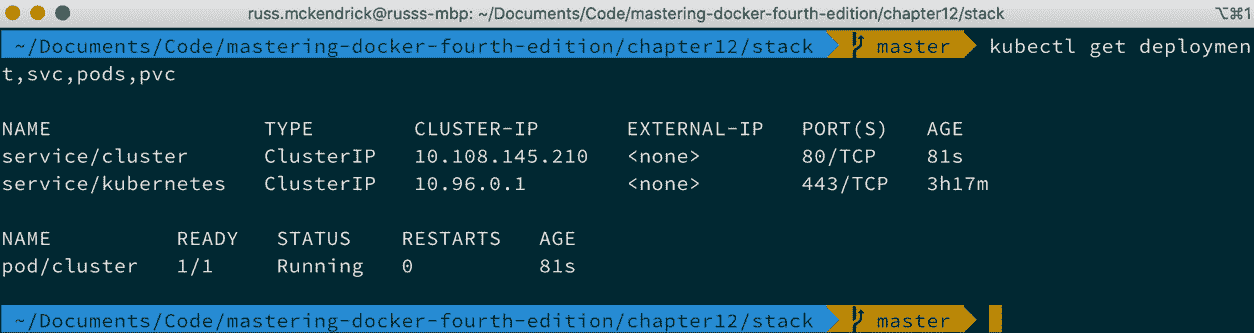 russ.mckendrick@russs-mbp: ~/Documents/Code/mastering-docker-fourth-edition/chapter12/stack ⌥⌘1
~/Documents/Code/mastering-docker-fourth-edition/chapter12/stack master kubectl get deploymen
t,svc,pods,pvc
NAME TYPE CLUSTER-IP EXTERNAL-IP PORT(S) AGE
service/cluster ClusterIP 10.108.145.210 <none> 80/TCP 81s
service/kubernetes ClusterIP 10.96.0.1 <none> 443/TCP 3h17m
NAME READY STATUS RESTARTS AGE
pod/cluster 1/1 Running 0 81s
~/Documents/Code/mastering-docker-fourth-edition/chapter12/stack master